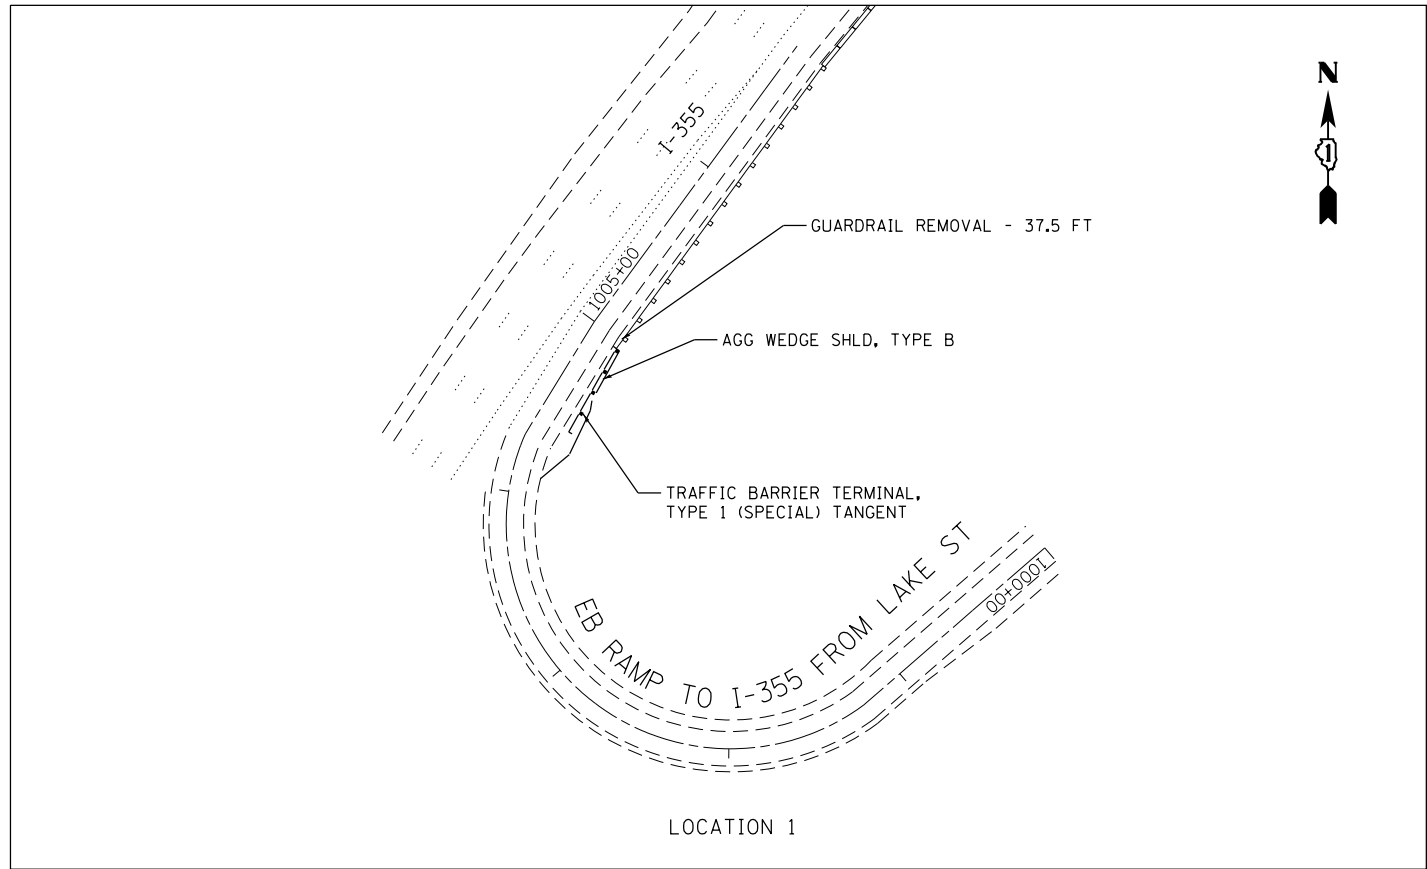 N
1
I-355
GUARDRAIL REMOVAL - 37.5 FT
1005+00
AGG WEDGE SHLD, TYPE B
TRAFFIC BARRIER TERMINAL,
TYPE 1 (SPECIAL) TANGENT
1000+00
EB RAMP TO I-355 FROM LAKE ST
LOCATION 1